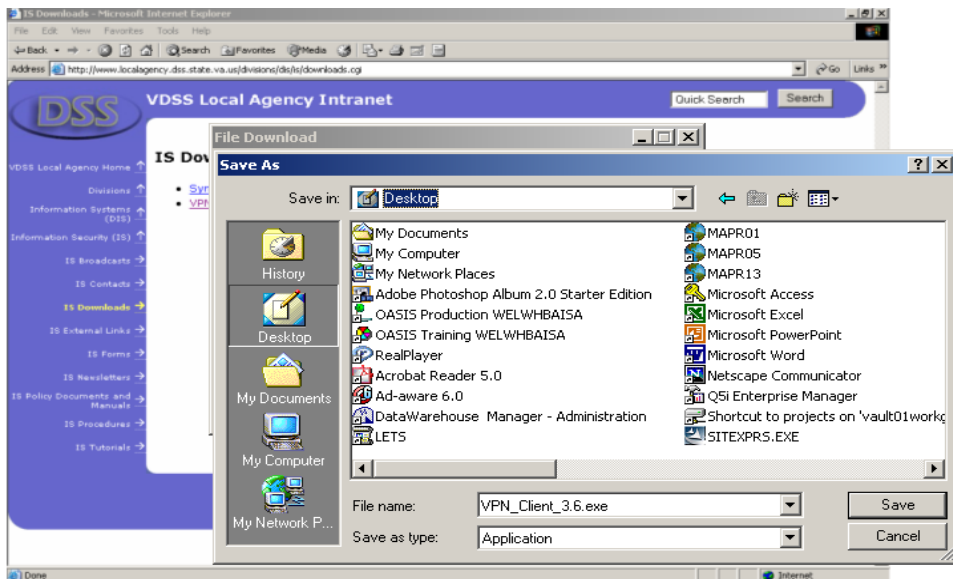 IS Downloads - Microsoft Internet Explorer
File Edit View Favorites Tools Help
Back Search Favorites Media
Address http://www.localagency.dss.state.va.us/divisions/dis/is/downloads.cgi Go Links »
DSS
VDSS Local Agency Intranet
Quick Search Search
VDSS Local Agency Home
Divisions
Information Systems (DIS)
Information Security (IS)
IS Broadcasts
IS Contacts
IS Downloads
IS External Links
IS Forms
IS Newsletters
IS Policy Documents and Manuals
IS Procedures
IS Tutorials
IS Dow
Syn
VPN
File Download
Save As
Save in: Desktop
History
Desktop
My Documents
My Computer
My Network P...
My Documents
My Computer
My Network Places
Adobe Photoshop Album 2.0 Starter Edition
OASIS Production WELWHBAISA
OASIS Training WELWHBAISA
RealPlayer
Acrobat Reader 5.0
Ad-aware 6.0
DataWarehouse Manager - Administration
LETS
MAPR01
MAPR05
MAPR13
Microsoft Access
Microsoft Excel
Microsoft PowerPoint
Microsoft Word
Netscape Communicator
Q5i Enterprise Manager
Shortcut to projects on 'vault01workg
SITEXPRS.EXE
File name: VPN_Client_3.6.exe Save
Save as type: Application Cancel
Done Internet